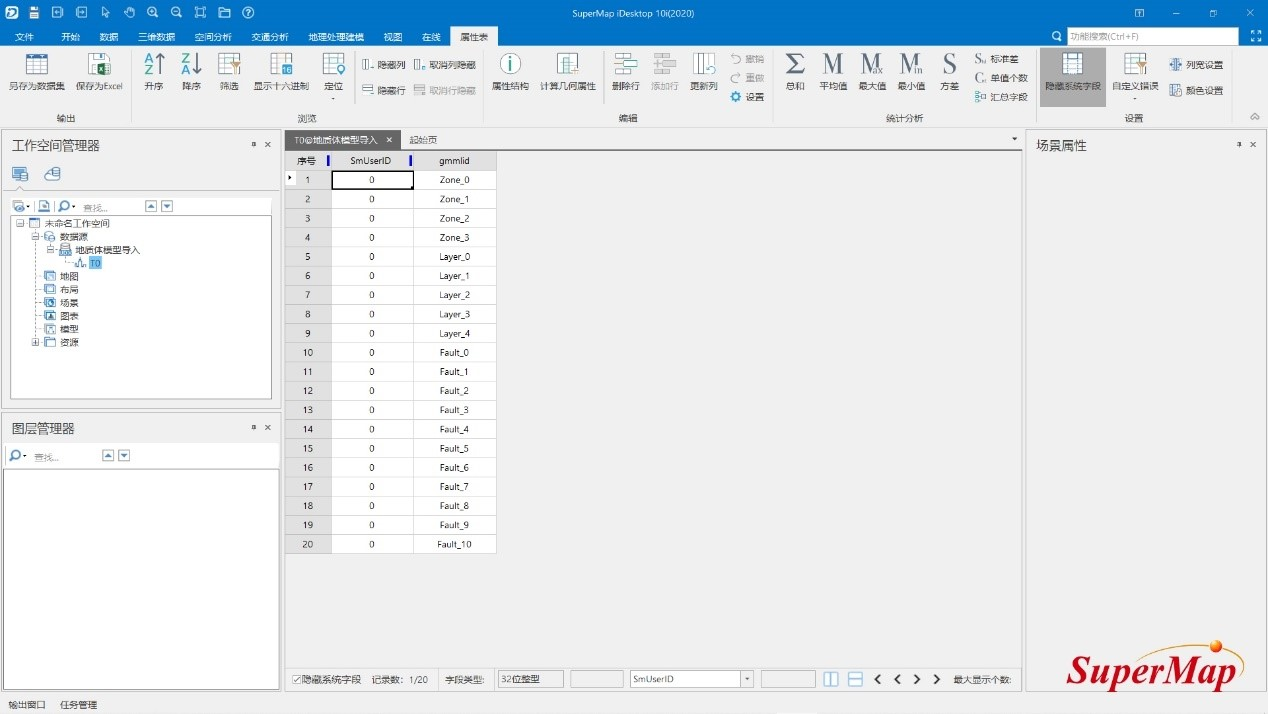 SuperMap iDesktop 10i(2020)
文件 开始 数据 三维数据 空间分析 交通分析 地理处理建模 视图 在线 属性表 功能搜索(Ctrl+F)
另存为数据集 保存为Excel 升序 降序 筛选 显示十六进制 定位 隐藏列 取消列隐藏 属性结构 计算几何属性 删除行 添加行 更新列 撤销 总和 平均值 最大值 最小值 方差 标准差 隐藏系统字段 自定义错误 列宽设置
隐藏行 取消行隐藏 重做 单值个数 颜色设置
设置 汇总字段
输出 浏览 编辑 统计分析 设置
工作空间管理器
查找...
未命名工作空间
数据源
地质体模型导入
T0
地图
布局
场景
图表
模型
资源
图层管理器
查找...
T0@地质体模型导入 起始页
序号 SmUserID gmmlid
1 0 Zone_0
2 0 Zone_1
3 0 Zone_2
4 0 Zone_3
5 0 Layer_0
6 0 Layer_1
7 0 Layer_2
8 0 Layer_3
9 0 Layer_4
10 0 Fault_0
11 0 Fault_1
12 0 Fault_2
13 0 Fault_3
14 0 Fault_4
15 0 Fault_5
16 0 Fault_6
17 0 Fault_7
18 0 Fault_8
19 0 Fault_9
20 0 Fault_10
隐藏系统字段 记录数: 1/20 字段类型: 32位整型 SmUserID 最大显示个数:
场景属性
SuperMap
输出窗口 任务管理